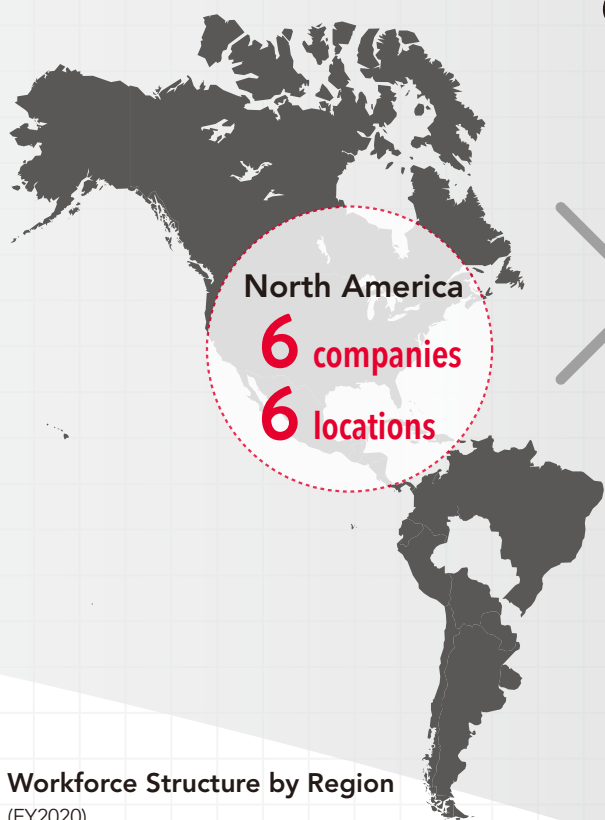 North America
6 companies
6 locations
Workforce Structure by Region
(FY2020)